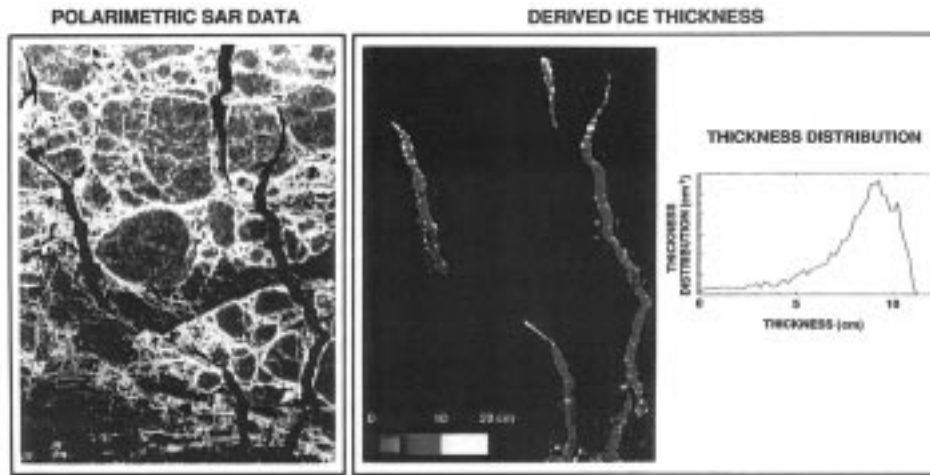 POLARIMETRIC SAR DATA
DERIVED ICE THICKNESS
THICKNESS DISTRIBUTION
THICKNESS
DISTRIBUTION (cm⁻¹)
0 5 10
THICKNESS (cm)
0 10 20 cm